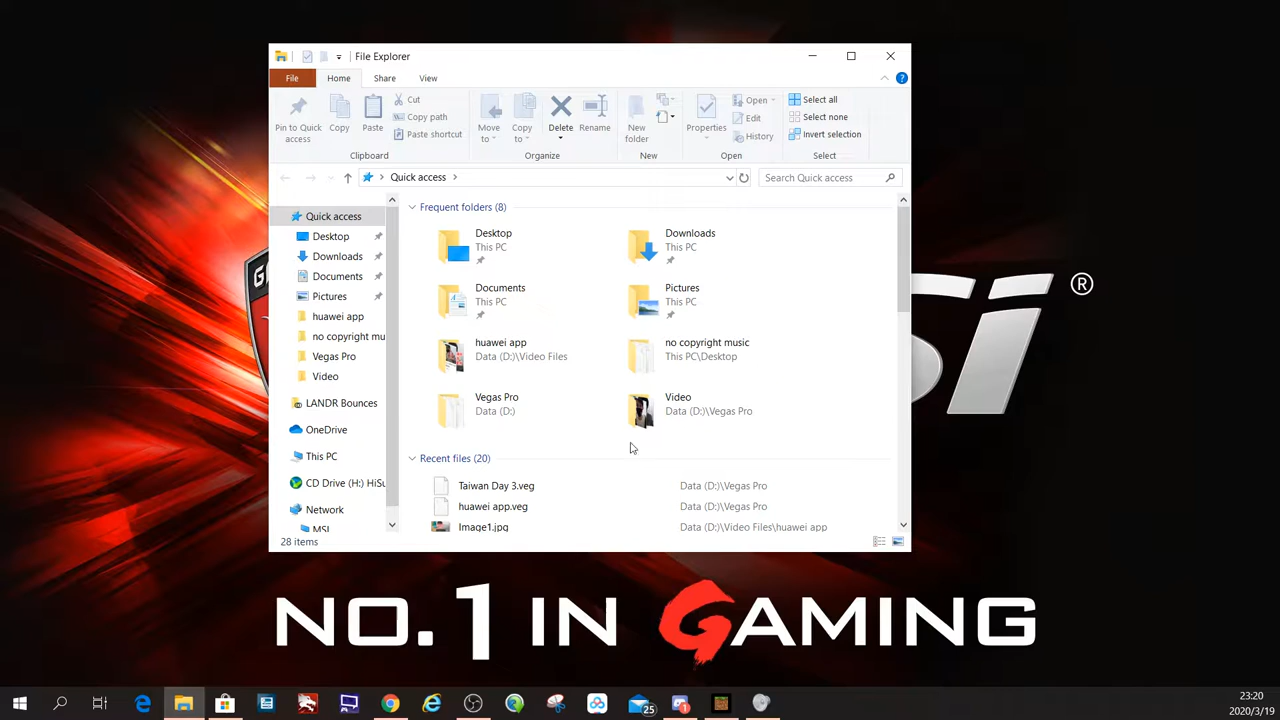 File Explorer
File Home Share View
Pin to Quick access
Copy
Paste
Cut
Copy path
Paste shortcut
Move to
Copy to
Delete
Rename
New folder
Properties
Open
Edit
History
Select all
Select none
Invert selection
Clipboard Organize New Open Select
Quick access
Search Quick access
Quick access
Desktop
Downloads
Documents
Pictures
huawei app
no copyright mu
Vegas Pro
Video
LANDR Bounces
OneDrive
This PC
CD Drive (H:) HiSu
Network
MSI
Frequent folders (8)
Desktop
This PC
Downloads
This PC
Documents
This PC
Pictures
This PC
huawei app
Data (D:)\Video Files
no copyright music
This PC\Desktop
Vegas Pro
Data (D:)
Video
Data (D:)\Vegas Pro
Recent files (20)
Taiwan Day 3.veg Data (D:)\Vegas Pro
huawei app.veg Data (D:)\Vegas Pro
Image1.jpg Data (D:)\Video Files\huawei app
28 items
G
si®
NO.1 IN GAMING
25
1
23:20
2020/3/19